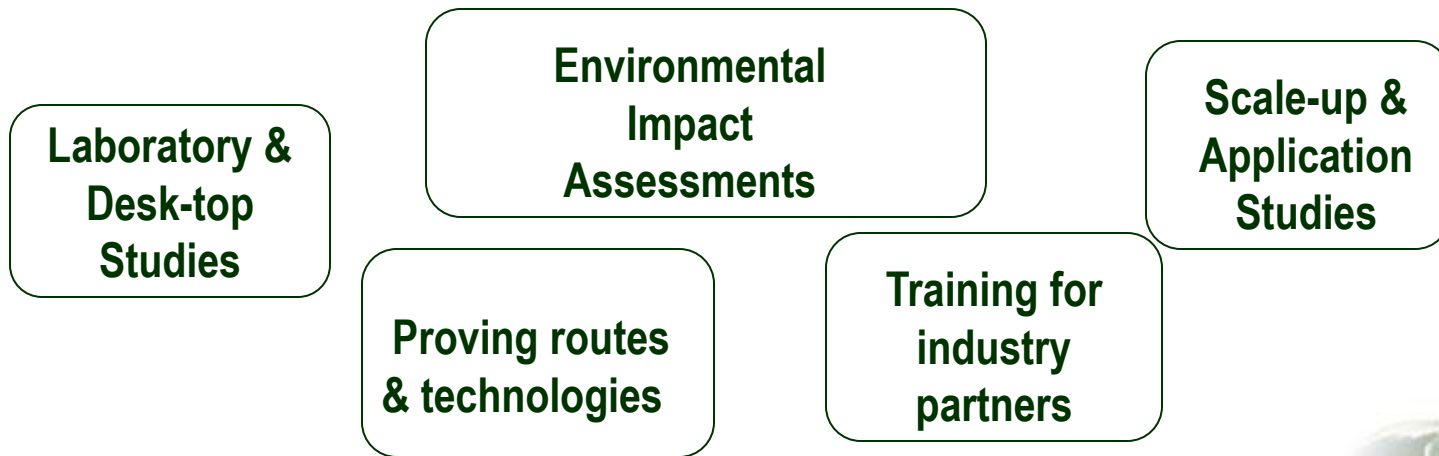 Laboratory &
Desk-top
Studies
Environmental
Impact
Assessments
Scale-up &
Application
Studies
Proving routes
& technologies
Training for
industry
partners